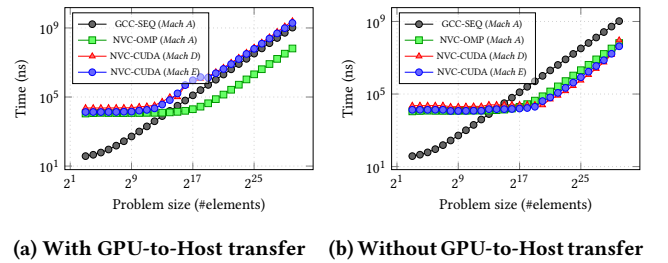 GCC-SEQ (Mach A)
NVC-OMP (Mach A)
NVC-CUDA (Mach D)
NVC-CUDA (Mach E)
10^9
10^5
10^1
Time (ns)
2^1 2^9 2^17 2^25
Problem size (#elements)
(a) With GPU-to-Host transfer
GCC-SEQ (Mach A)
NVC-OMP (Mach A)
NVC-CUDA (Mach D)
NVC-CUDA (Mach E)
10^9
10^5
10^1
Time (ns)
2^1 2^9 2^17 2^25
Problem size (#elements)
(b) Without GPU-to-Host transfer